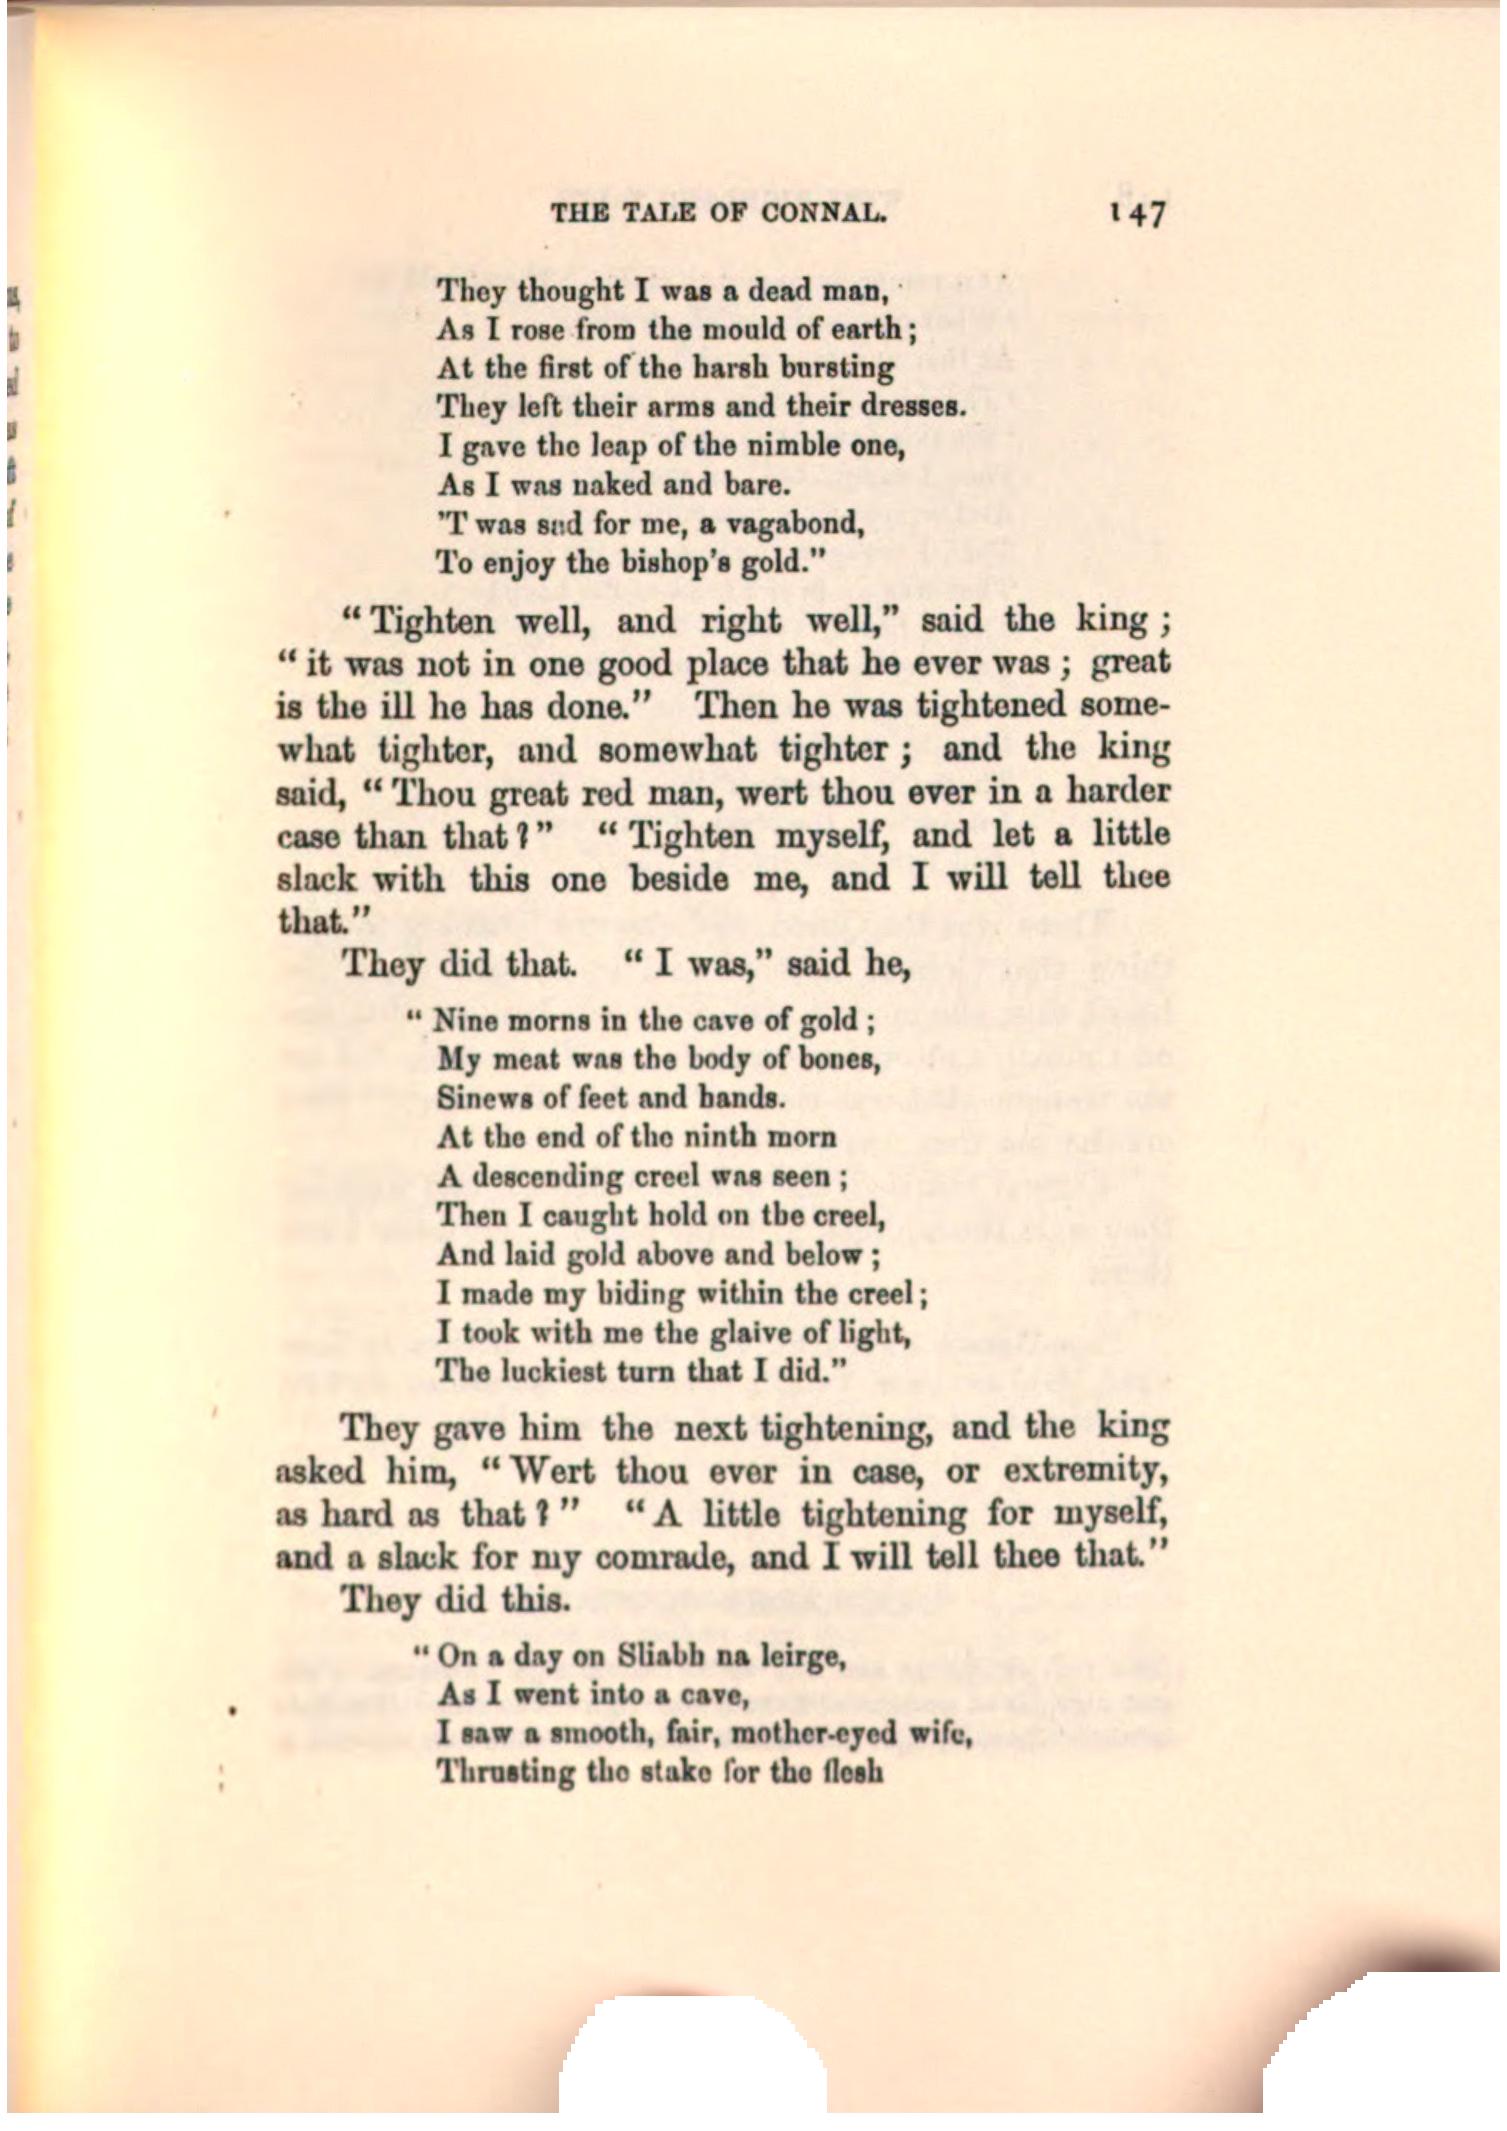 THE TALE OF CONNAL. 147
They thought I was a dead man,
As I rose from the mould of earth;
At the first of the harsh bursting
They left their arms and their dresses.
I gave the leap of the nimble one,
As I was naked and bare.
'T was sad for me, a vagabond,
To enjoy the bishop's gold."
"Tighten well, and right well," said the king;
"it was not in one good place that he ever was; great
is the ill he has done." Then he was tightened some-
what tighter, and somewhat tighter; and the king
said, "Thou great red man, wert thou ever in a harder
case than that?" "Tighten myself, and let a little
slack with this one beside me, and I will tell thee
that."
They did that. "I was," said he,
"Nine morns in the cave of gold;
My meat was the body of bones,
Sinews of feet and hands.
At the end of the ninth morn
A descending creel was seen;
Then I caught hold on the creel,
And laid gold above and below;
I made my hiding within the creel;
I took with me the glaive of light,
The luckiest turn that I did."
They gave him the next tightening, and the king
asked him, "Wert thou ever in case, or extremity,
as hard as that?" "A little tightening for myself,
and a slack for my comrade, and I will tell thee that."
They did this.
"On a day on Sliabh na leirge,
As I went into a cave,
I saw a smooth, fair, mother-eyed wife,
Thrusting the stake for the flesh